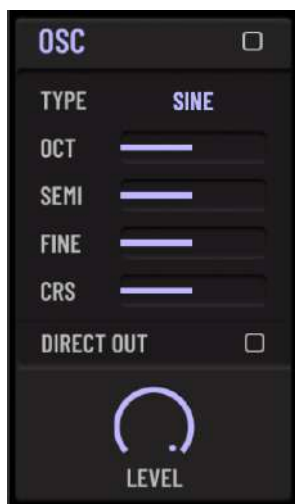 OSC
TYPE SINE
OCT
SEMI
FINE
CRS
DIRECT OUT
LEVEL